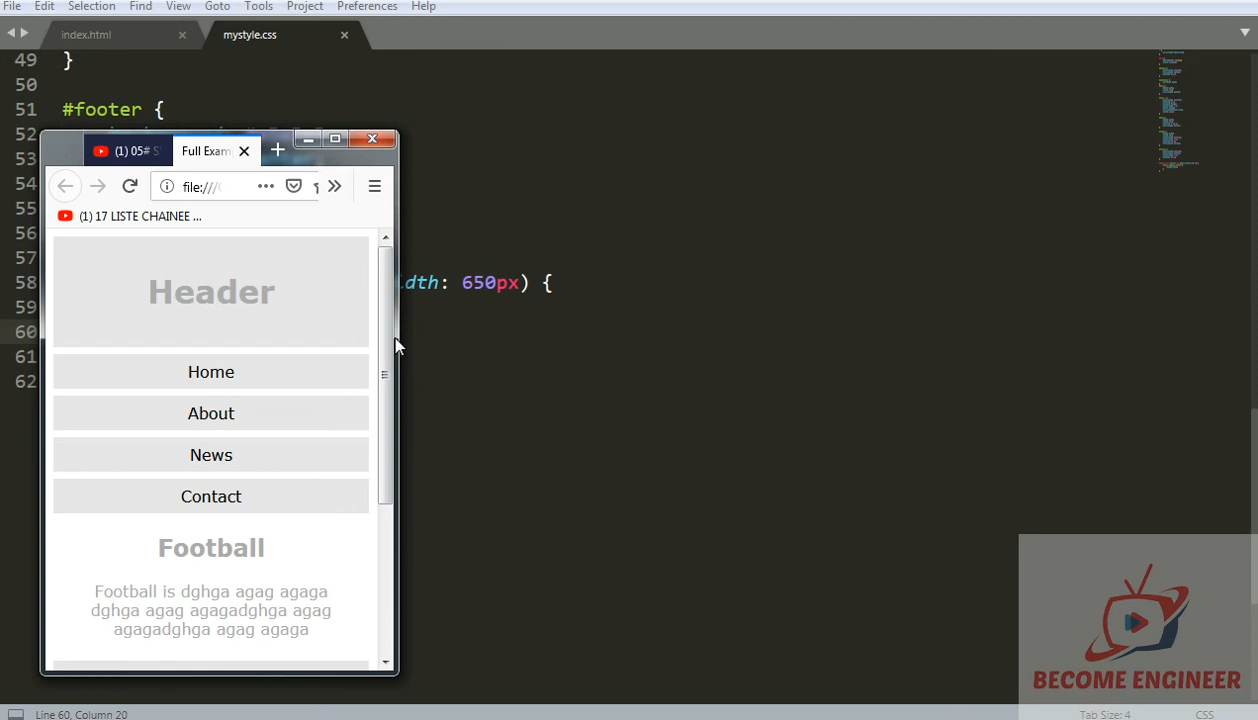 File Edit Selection Find View Goto Tools Project Preferences Help
index.html mystyle.css
49 }
50
51 #footer {
52
53
54
55
56
57
58 idth: 650px) {
59
60
61
62
(1) 05# S Full Exam
file:///
(1) 17 LISTE CHAINEE ...
Header
Home
About
News
Contact
Football
Football is dghga agag agaga
dghga agag agagadghga agag
agagadghga agag agaga
BECOME ENGINEER
Line 60, Column 20 Tab Size: 4 CSS